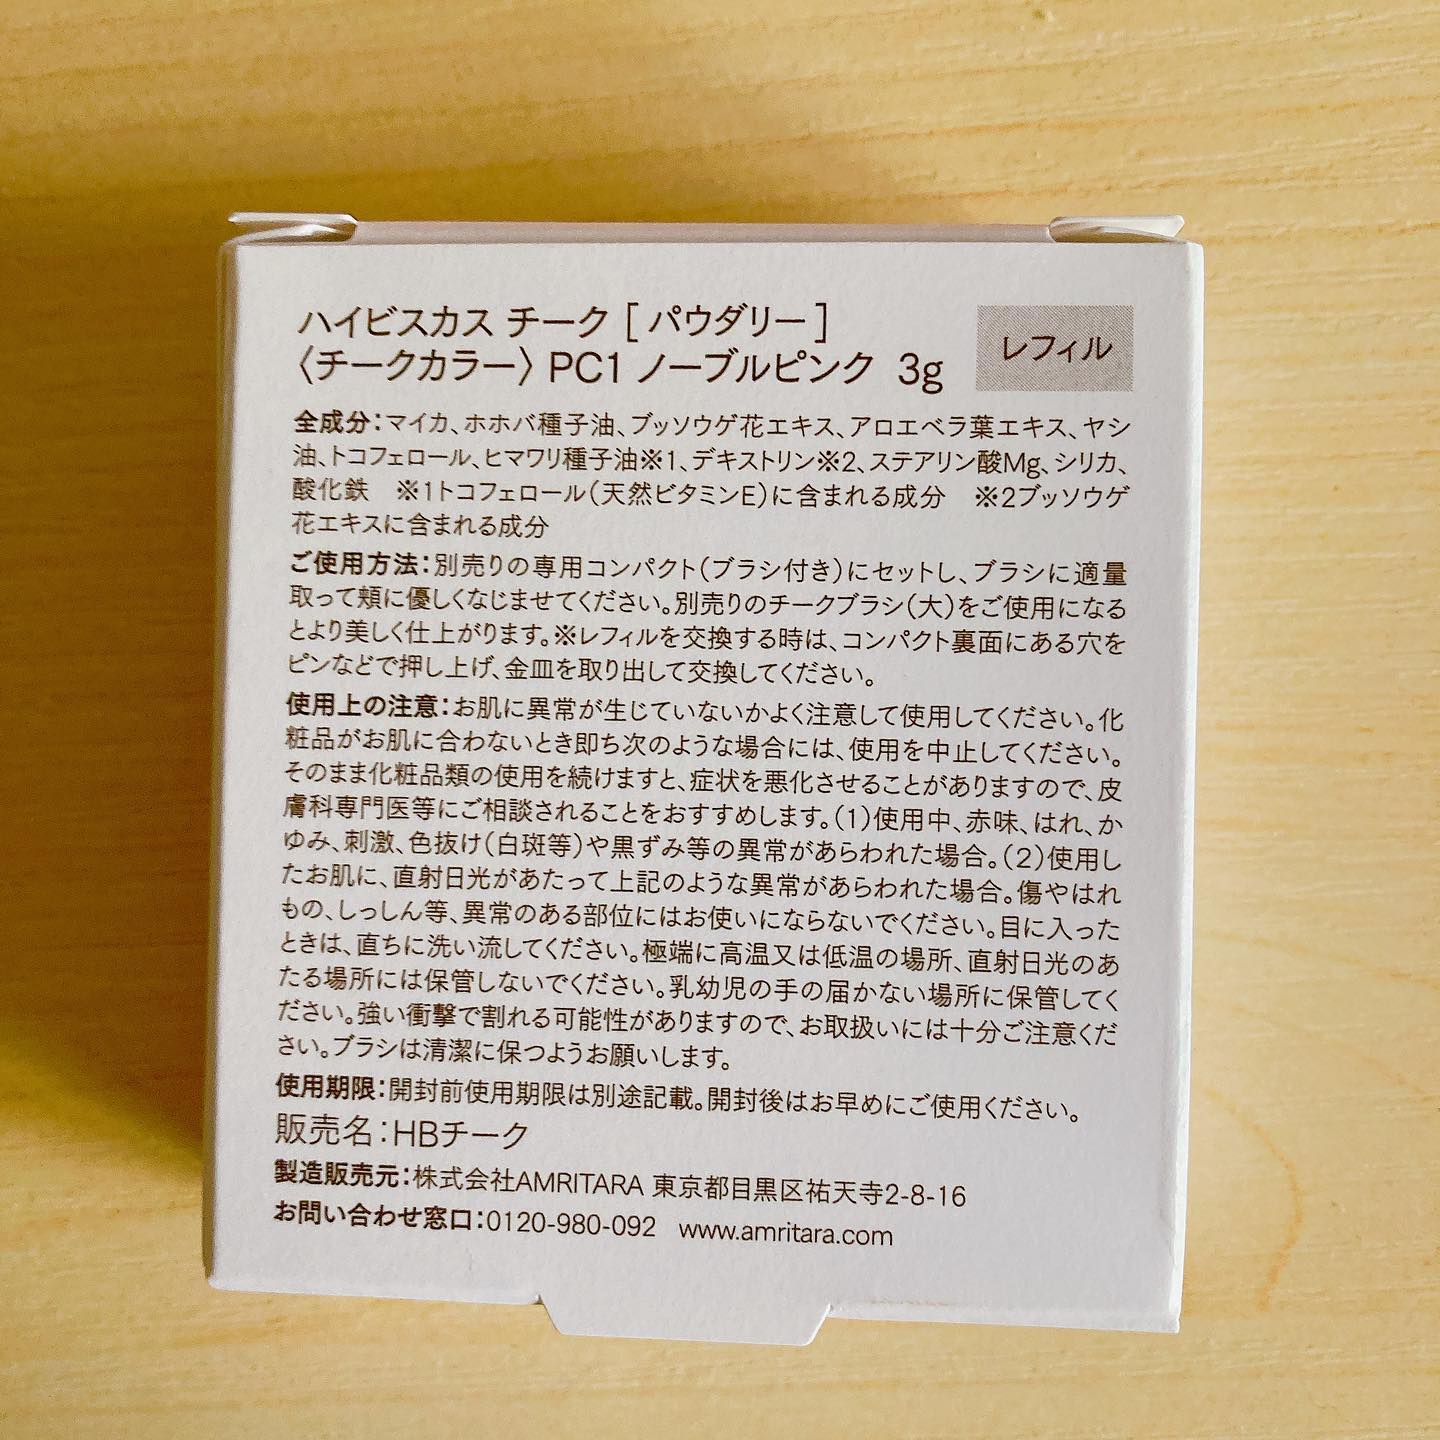 ハイビスカス チーク [ パウダリー ]
〈チークカラー〉 PC1 ノーブルピンク 3g
レフィル
全成分：マイカ、ホホバ種子油、ブッソウゲ花エキス、アロエベラ葉エキス、ヤシ
油、トコフェロール、ヒマワリ種子油※1、デキストリン※2、ステアリン酸Mg、シリカ、
酸化鉄　※1トコフェロール（天然ビタミンE）に含まれる成分　※2ブッソウゲ
花エキスに含まれる成分
ご使用方法：別売りの専用コンパクト（ブラシ付き）にセットし、ブラシに適量
取って頬に優しくなじませてください。別売りのチークブラシ（大）をご使用になる
とより美しく仕上がります。※レフィルを交換する時は、コンパクト裏面にある穴を
ピンなどで押し上げ、金皿を取り出して交換してください。
使用上の注意：お肌に異常が生じていないかよく注意して使用してください。化
粧品がお肌に合わないとき即ち次のような場合には、使用を中止してください。
そのまま化粧品類の使用を続けますと、症状を悪化させることがありますので、皮
膚科専門医等にご相談されることをおすすめします。（1）使用中、赤味、はれ、か
ゆみ、刺激、色抜け（白斑等）や黒ずみ等の異常があらわれた場合。（2）使用し
たお肌に、直射日光があたって上記のような異常があらわれた場合。傷やはれ
もの、しっしん等、異常のある部位にはお使いにならないでください。目に入った
ときは、直ちに洗い流してください。極端に高温又は低温の場所、直射日光のあ
たる場所には保管しないでください。乳幼児の手の届かない場所に保管してく
ださい。強い衝撃で割れる可能性がありますので、お取扱いには十分ご注意くだ
さい。ブラシは清潔に保つようお願いします。
使用期限：開封前使用期限は別途記載。開封後はお早めにご使用ください。
販売名：HBチーク
製造販売元：株式会社AMRITARA 東京都目黒区祐天寺2-8-16
お問い合わせ窓口：0120-980-092 www.amritara.com